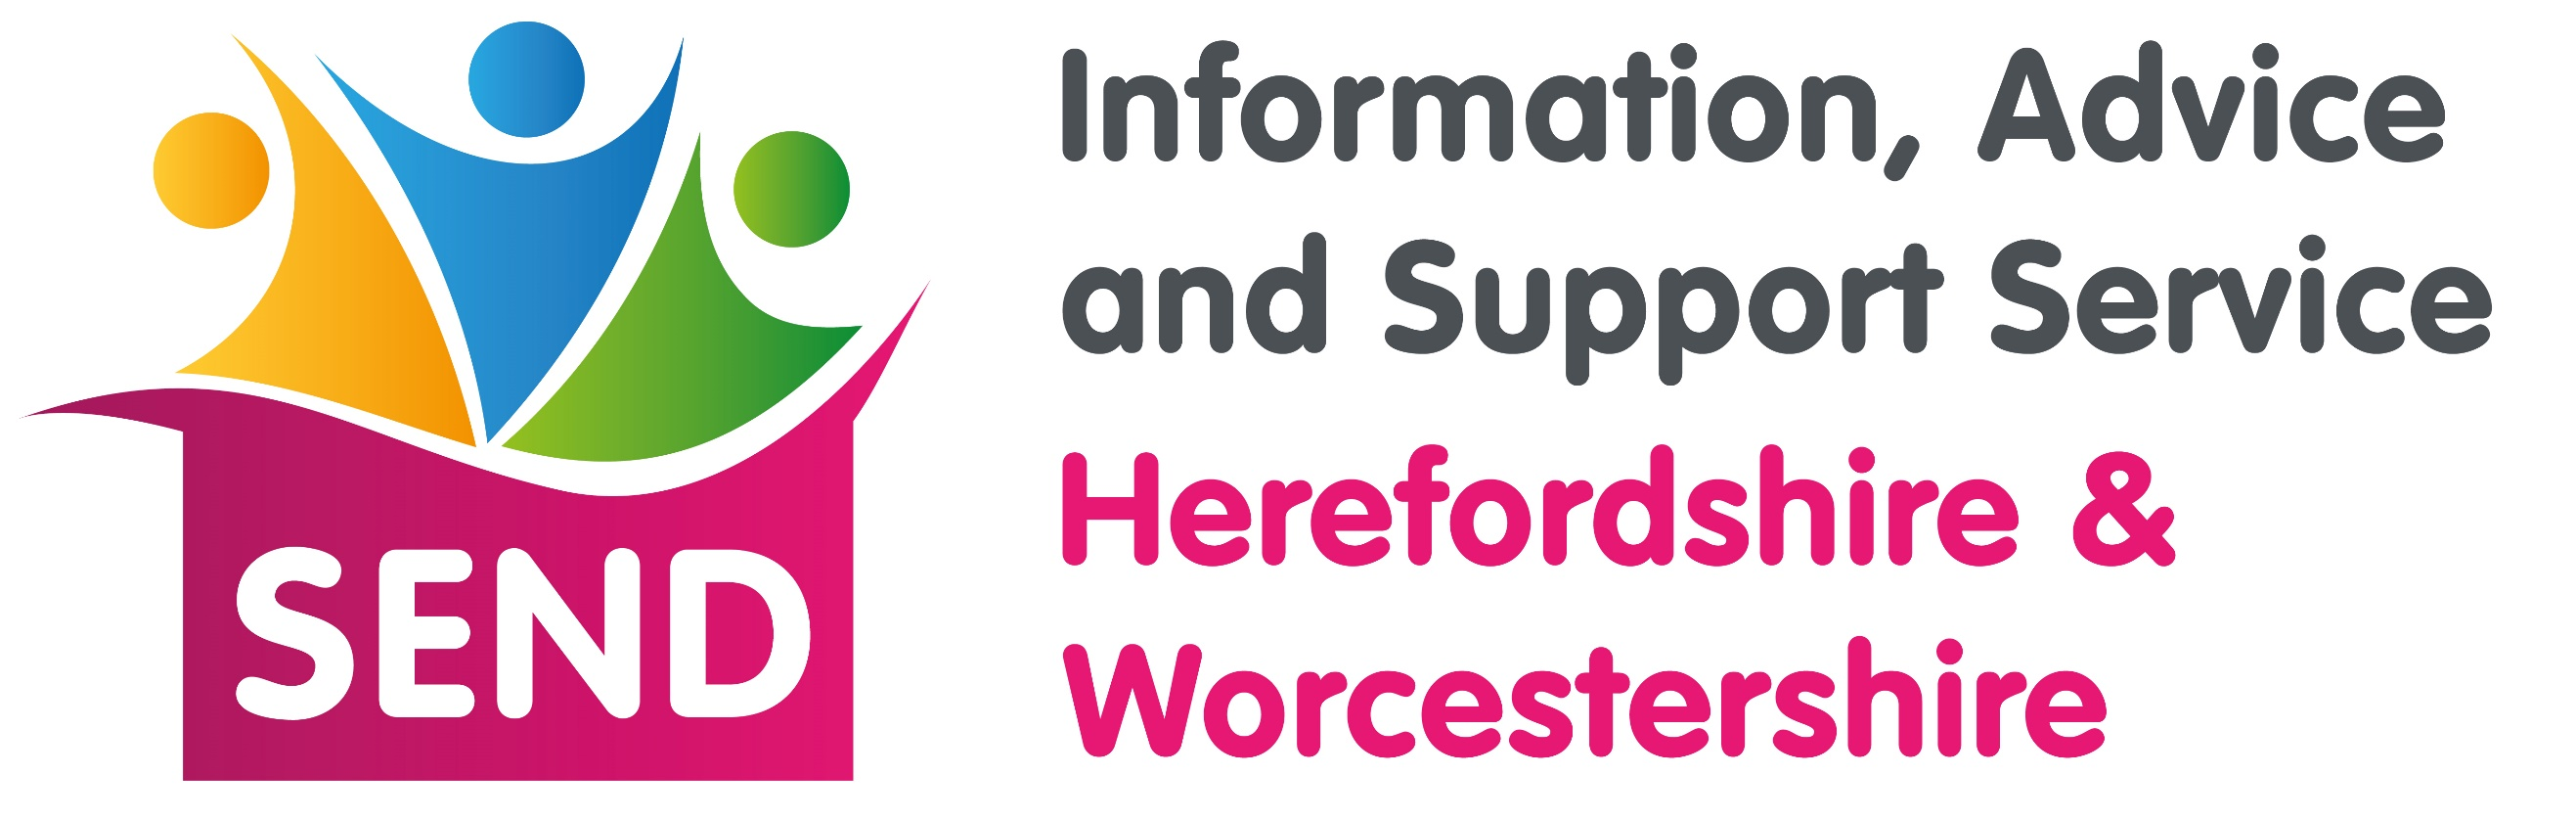 SEND
Information, Advice
and Support Service
Herefordshire &
Worcestershire